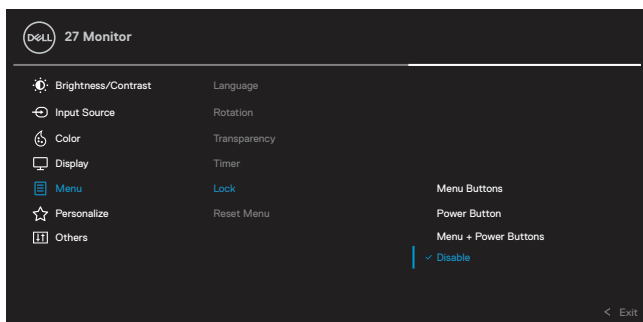 DELL
27 Monitor
Brightness/Contrast
Language
Input Source
Rotation
Color
Transparency
Display
Timer
Menu
Lock
Menu Buttons
Personalize
Reset Menu
Power Button
Others
Menu + Power Buttons
Disable
< Exit